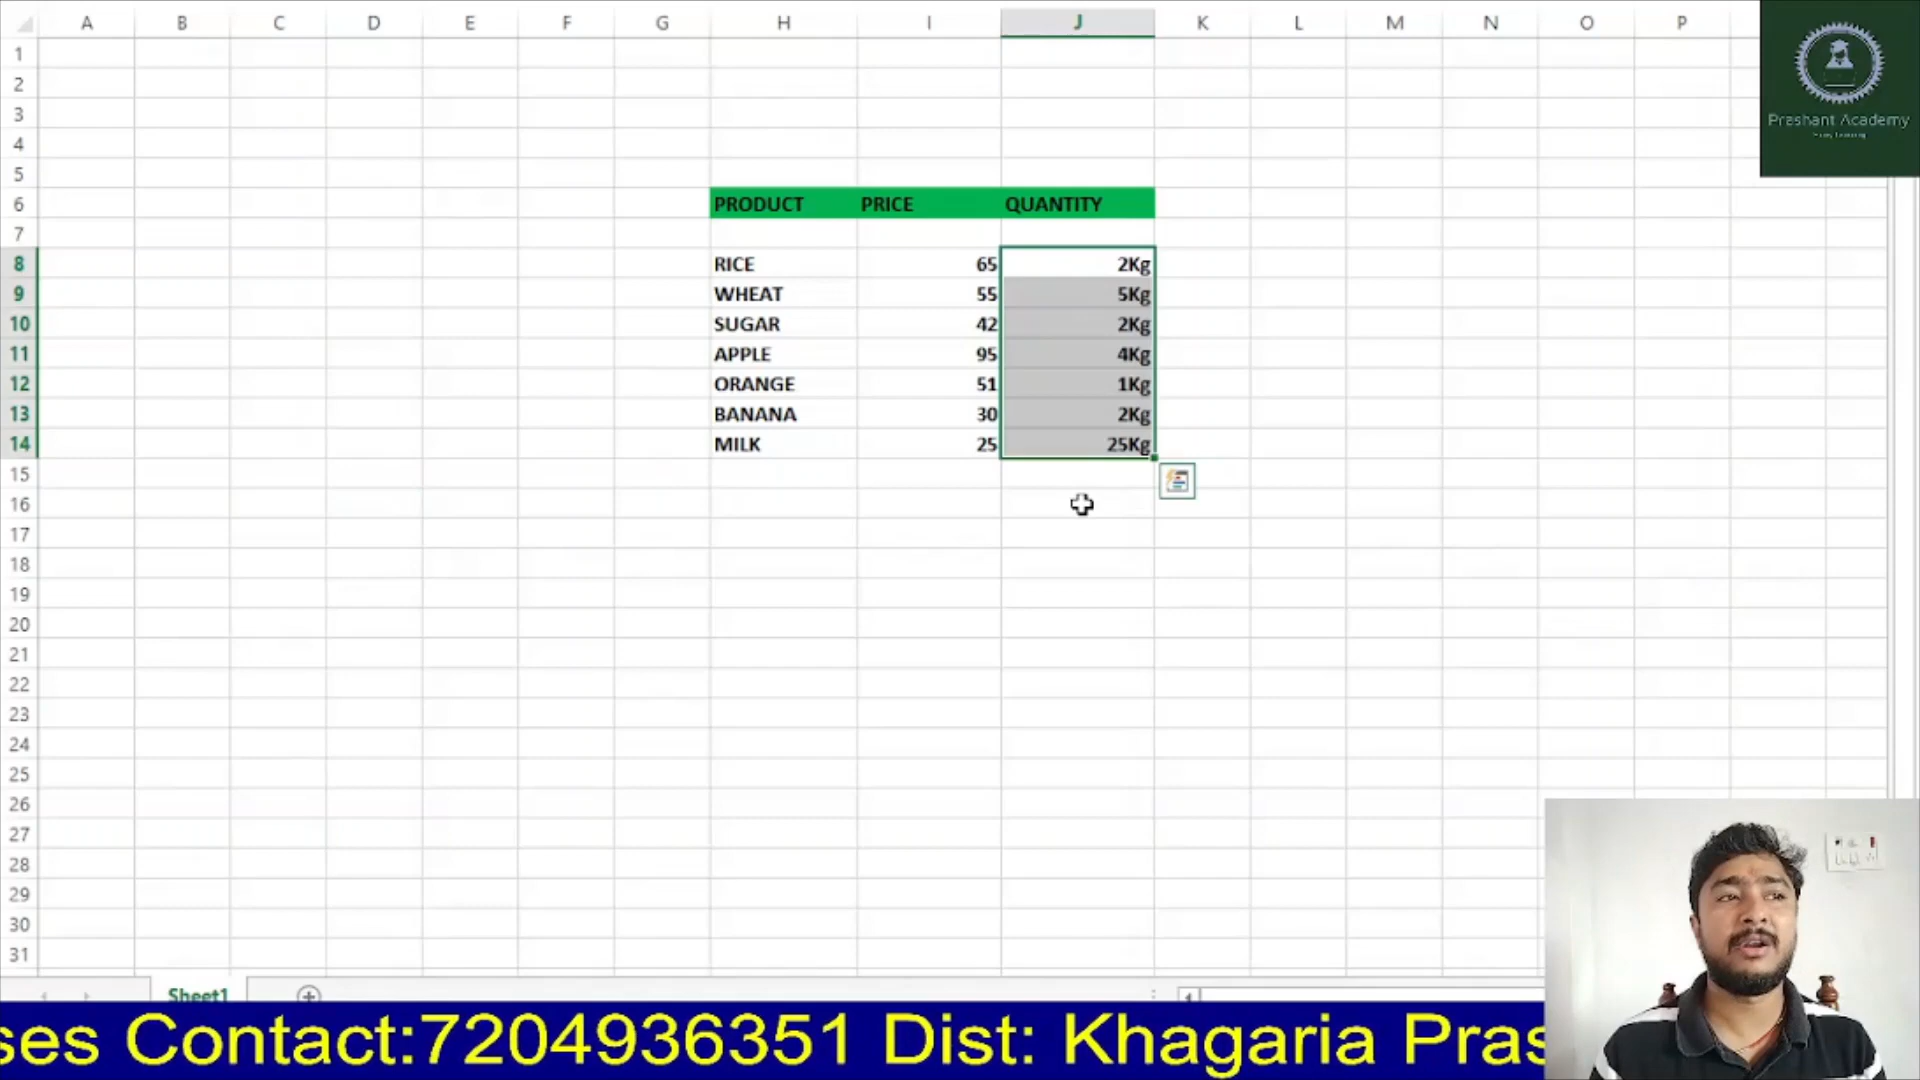 A B C D E F G H I J K L M N O P
Prashant Academy
1
2
3
4
5
6 PRODUCT PRICE QUANTITY
7
8 RICE 65 2Kg
9 WHEAT 55 5Kg
10 SUGAR 42 2Kg
11 APPLE 95 4Kg
12 ORANGE 51 1Kg
13 BANANA 30 2Kg
14 MILK 25 25Kg
15
16
17
18
19
20
21
22
23
24
25
26
27
28
29
30
31
Sheet1
ses Contact:7204936351 Dist: Khagaria Pras